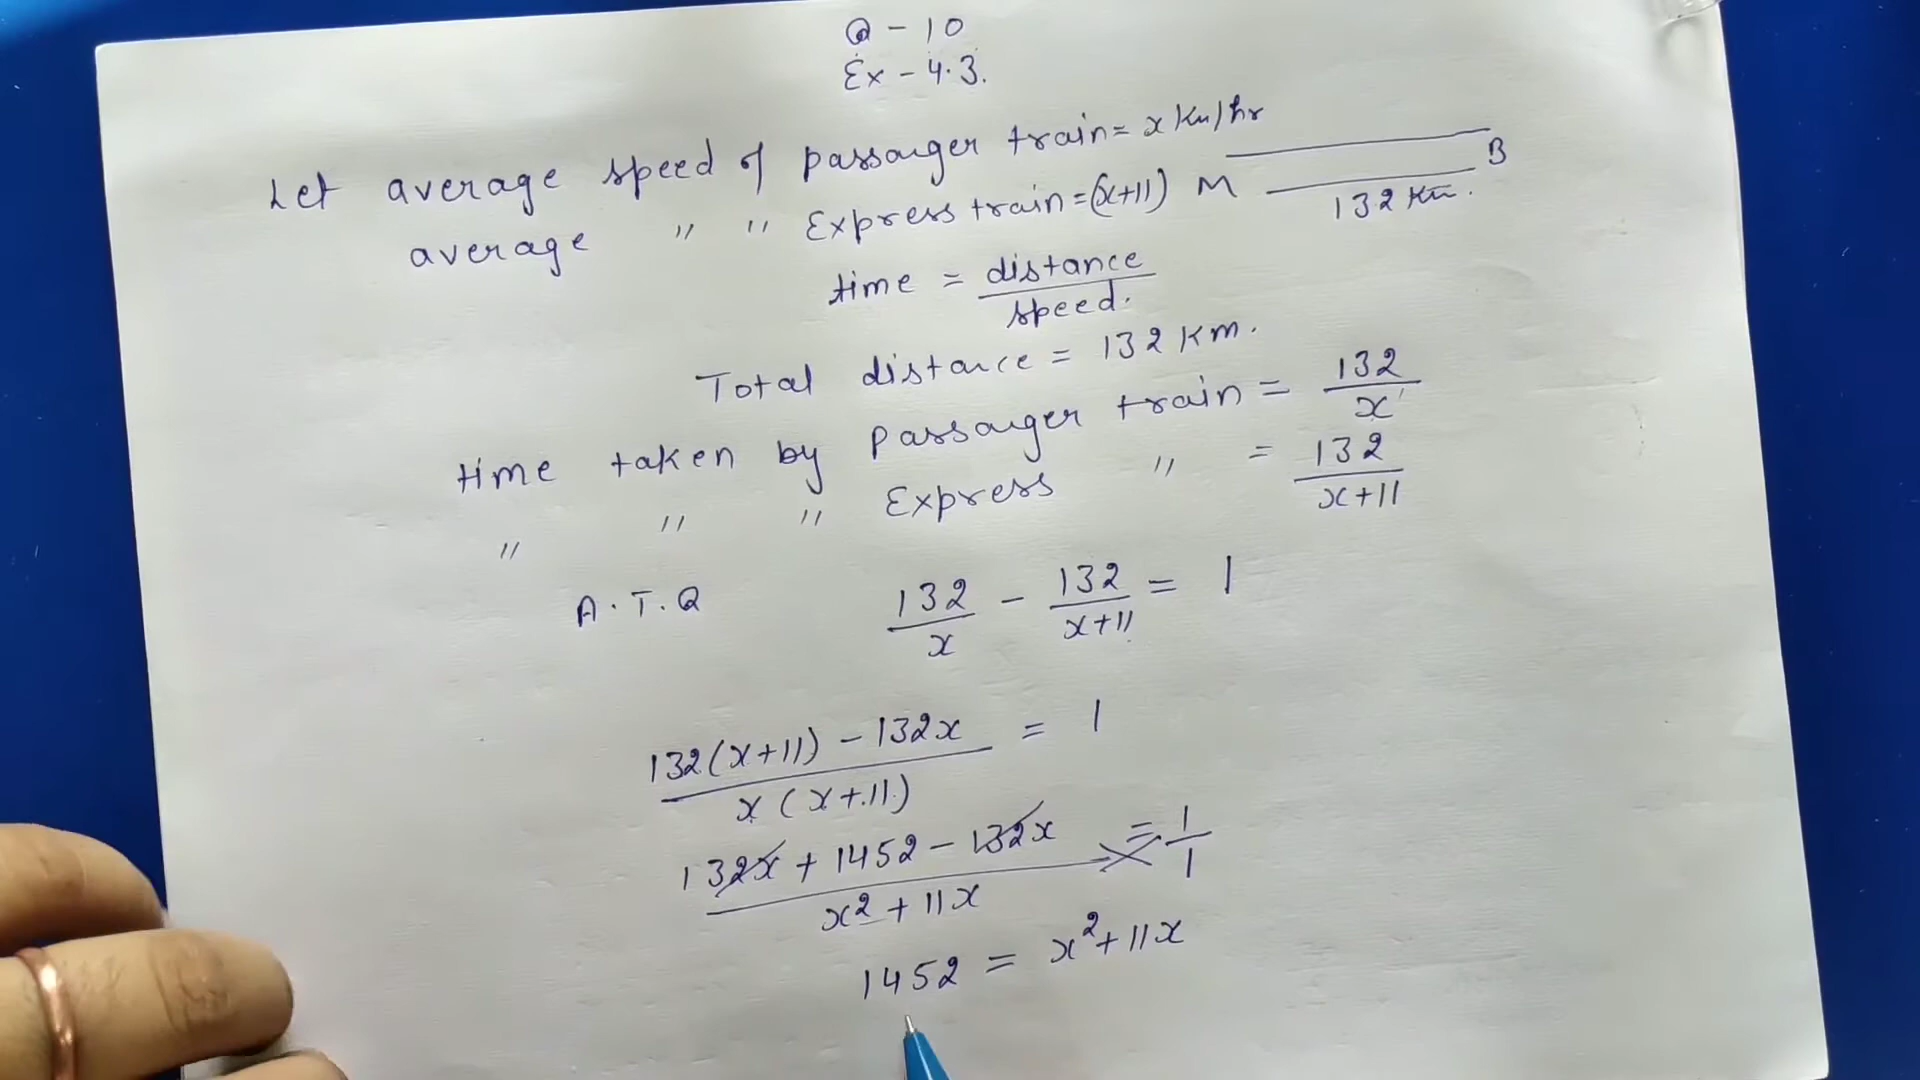 Q - 10
Ex - 4.3.
Let average speed of passanger train = x Km/hr
average " " Express train = (x+11) M B
132 Km.
time = distance / speed.
Total distance = 132 Km.
time taken by Passanger train = 132/x
" " " Express " = 132/x+11
A.T.Q 132/x - 132/x+11 = 1
132(x+11) - 132x / x(x+11) = 1
132x + 1452 - 132x / x² + 11x = 1/1
1452 = x² + 11x